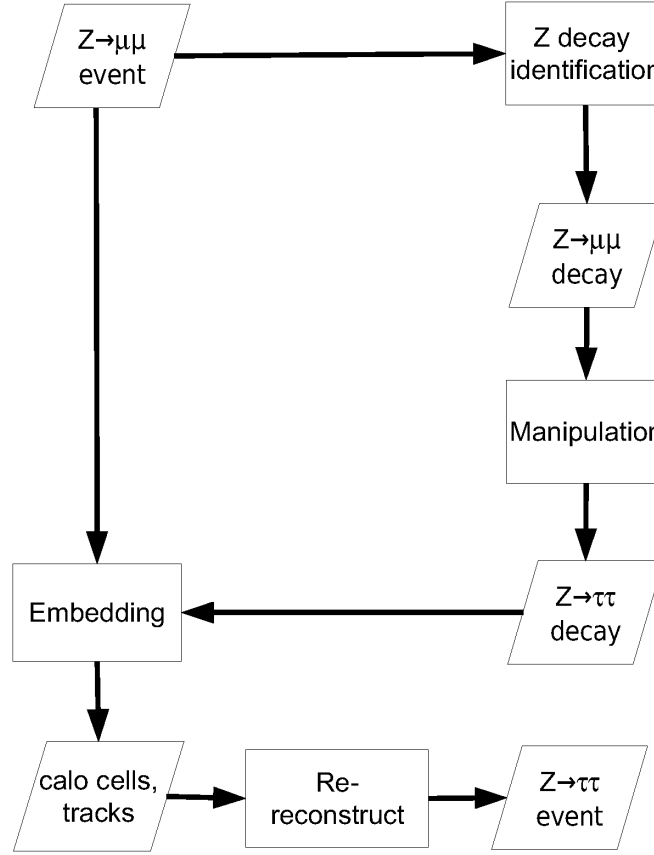 Z→μμ
event
Z decay
identification
Z→μμ
decay
Manipulation
Z→ττ
decay
Embedding
calo cells,
tracks
Re-
reconstruct
Z→ττ
event